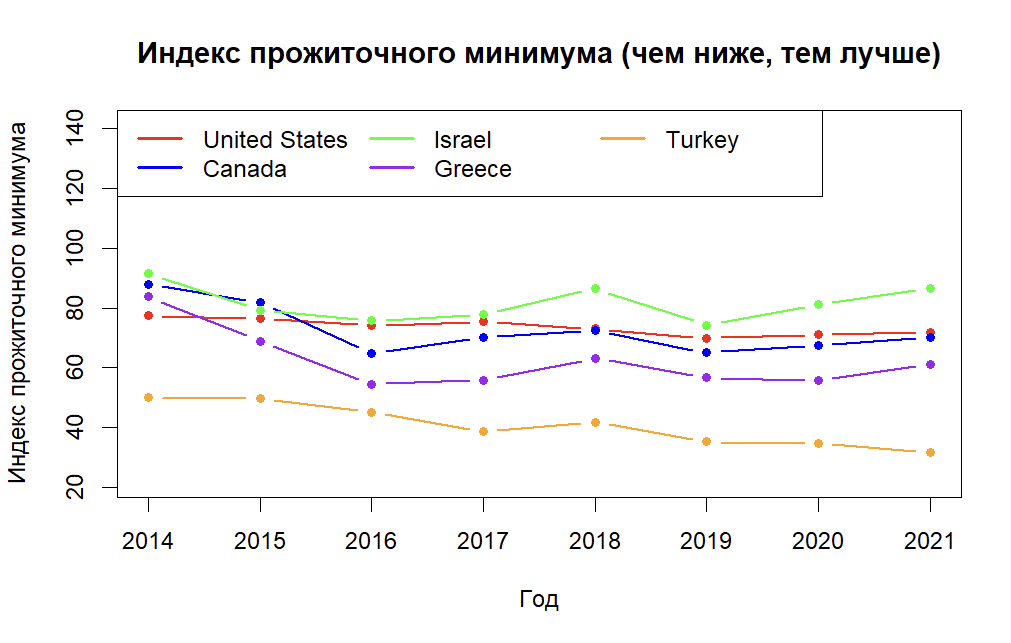 Индекс прожиточного минимума (чем ниже, тем лучше)
Индекс прожиточного минимума
140
120
100
80
60
40
20
United States
Israel
Turkey
Canada
Greece
2014 2015 2016 2017 2018 2019 2020 2021
Год